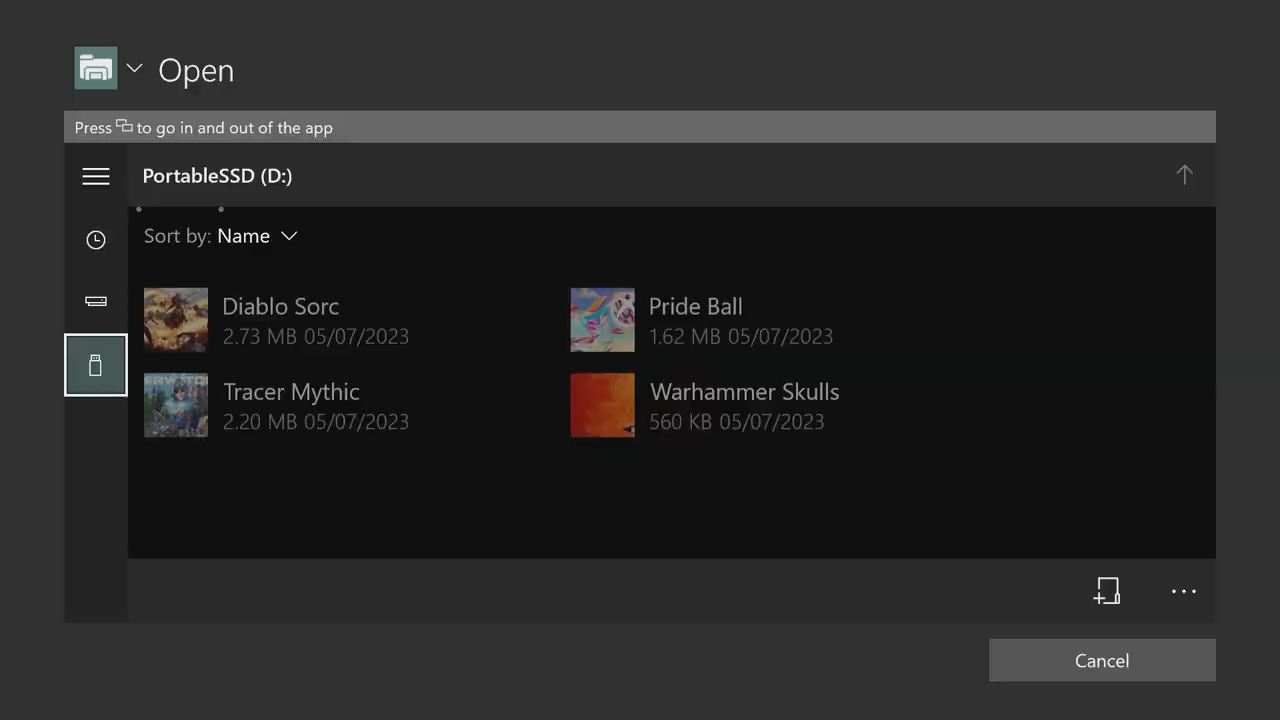 Open
Press to go in and out of the app
PortableSSD (D:)
Sort by: Name
Diablo Sorc
2.73 MB 05/07/2023
Pride Ball
1.62 MB 05/07/2023
Tracer Mythic
2.20 MB 05/07/2023
Warhammer Skulls
560 KB 05/07/2023
Cancel